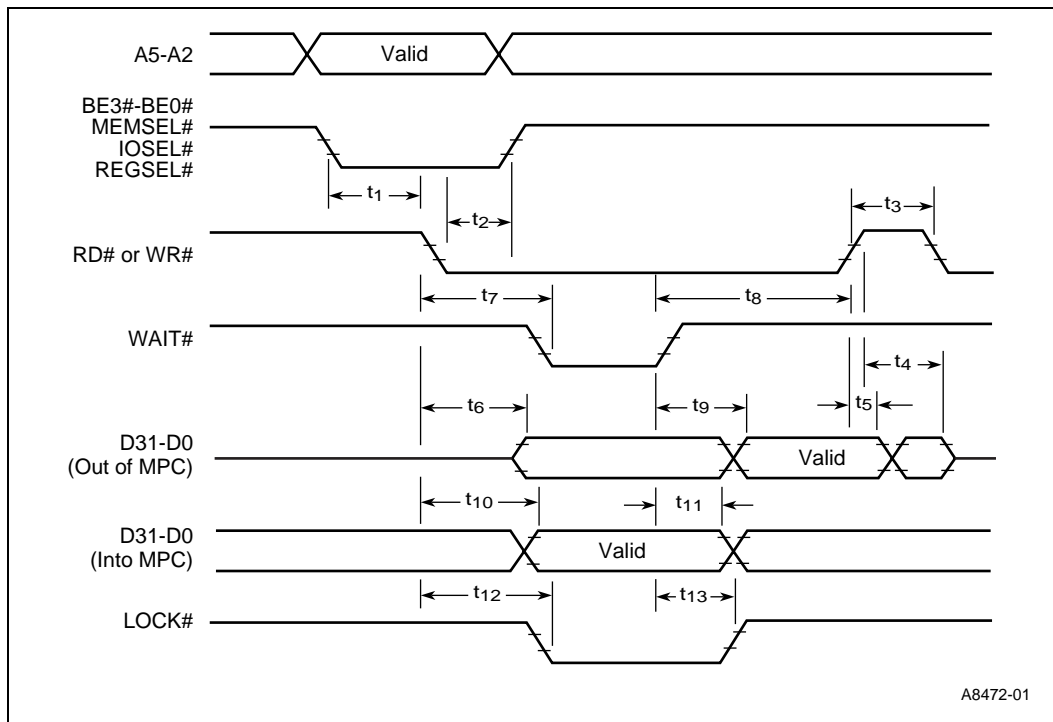 A5-A2
Valid
BE3#-BE0#
MEMSEL#
IOSEL#
REGSEL#
t1
t2
t3
RD# or WR#
t7
t8
WAIT#
t4
t6
t9
t5
D31-D0
(Out of MPC)
Valid
t10
t11
D31-D0
(Into MPC)
Valid
t12
t13
LOCK#
A8472-01